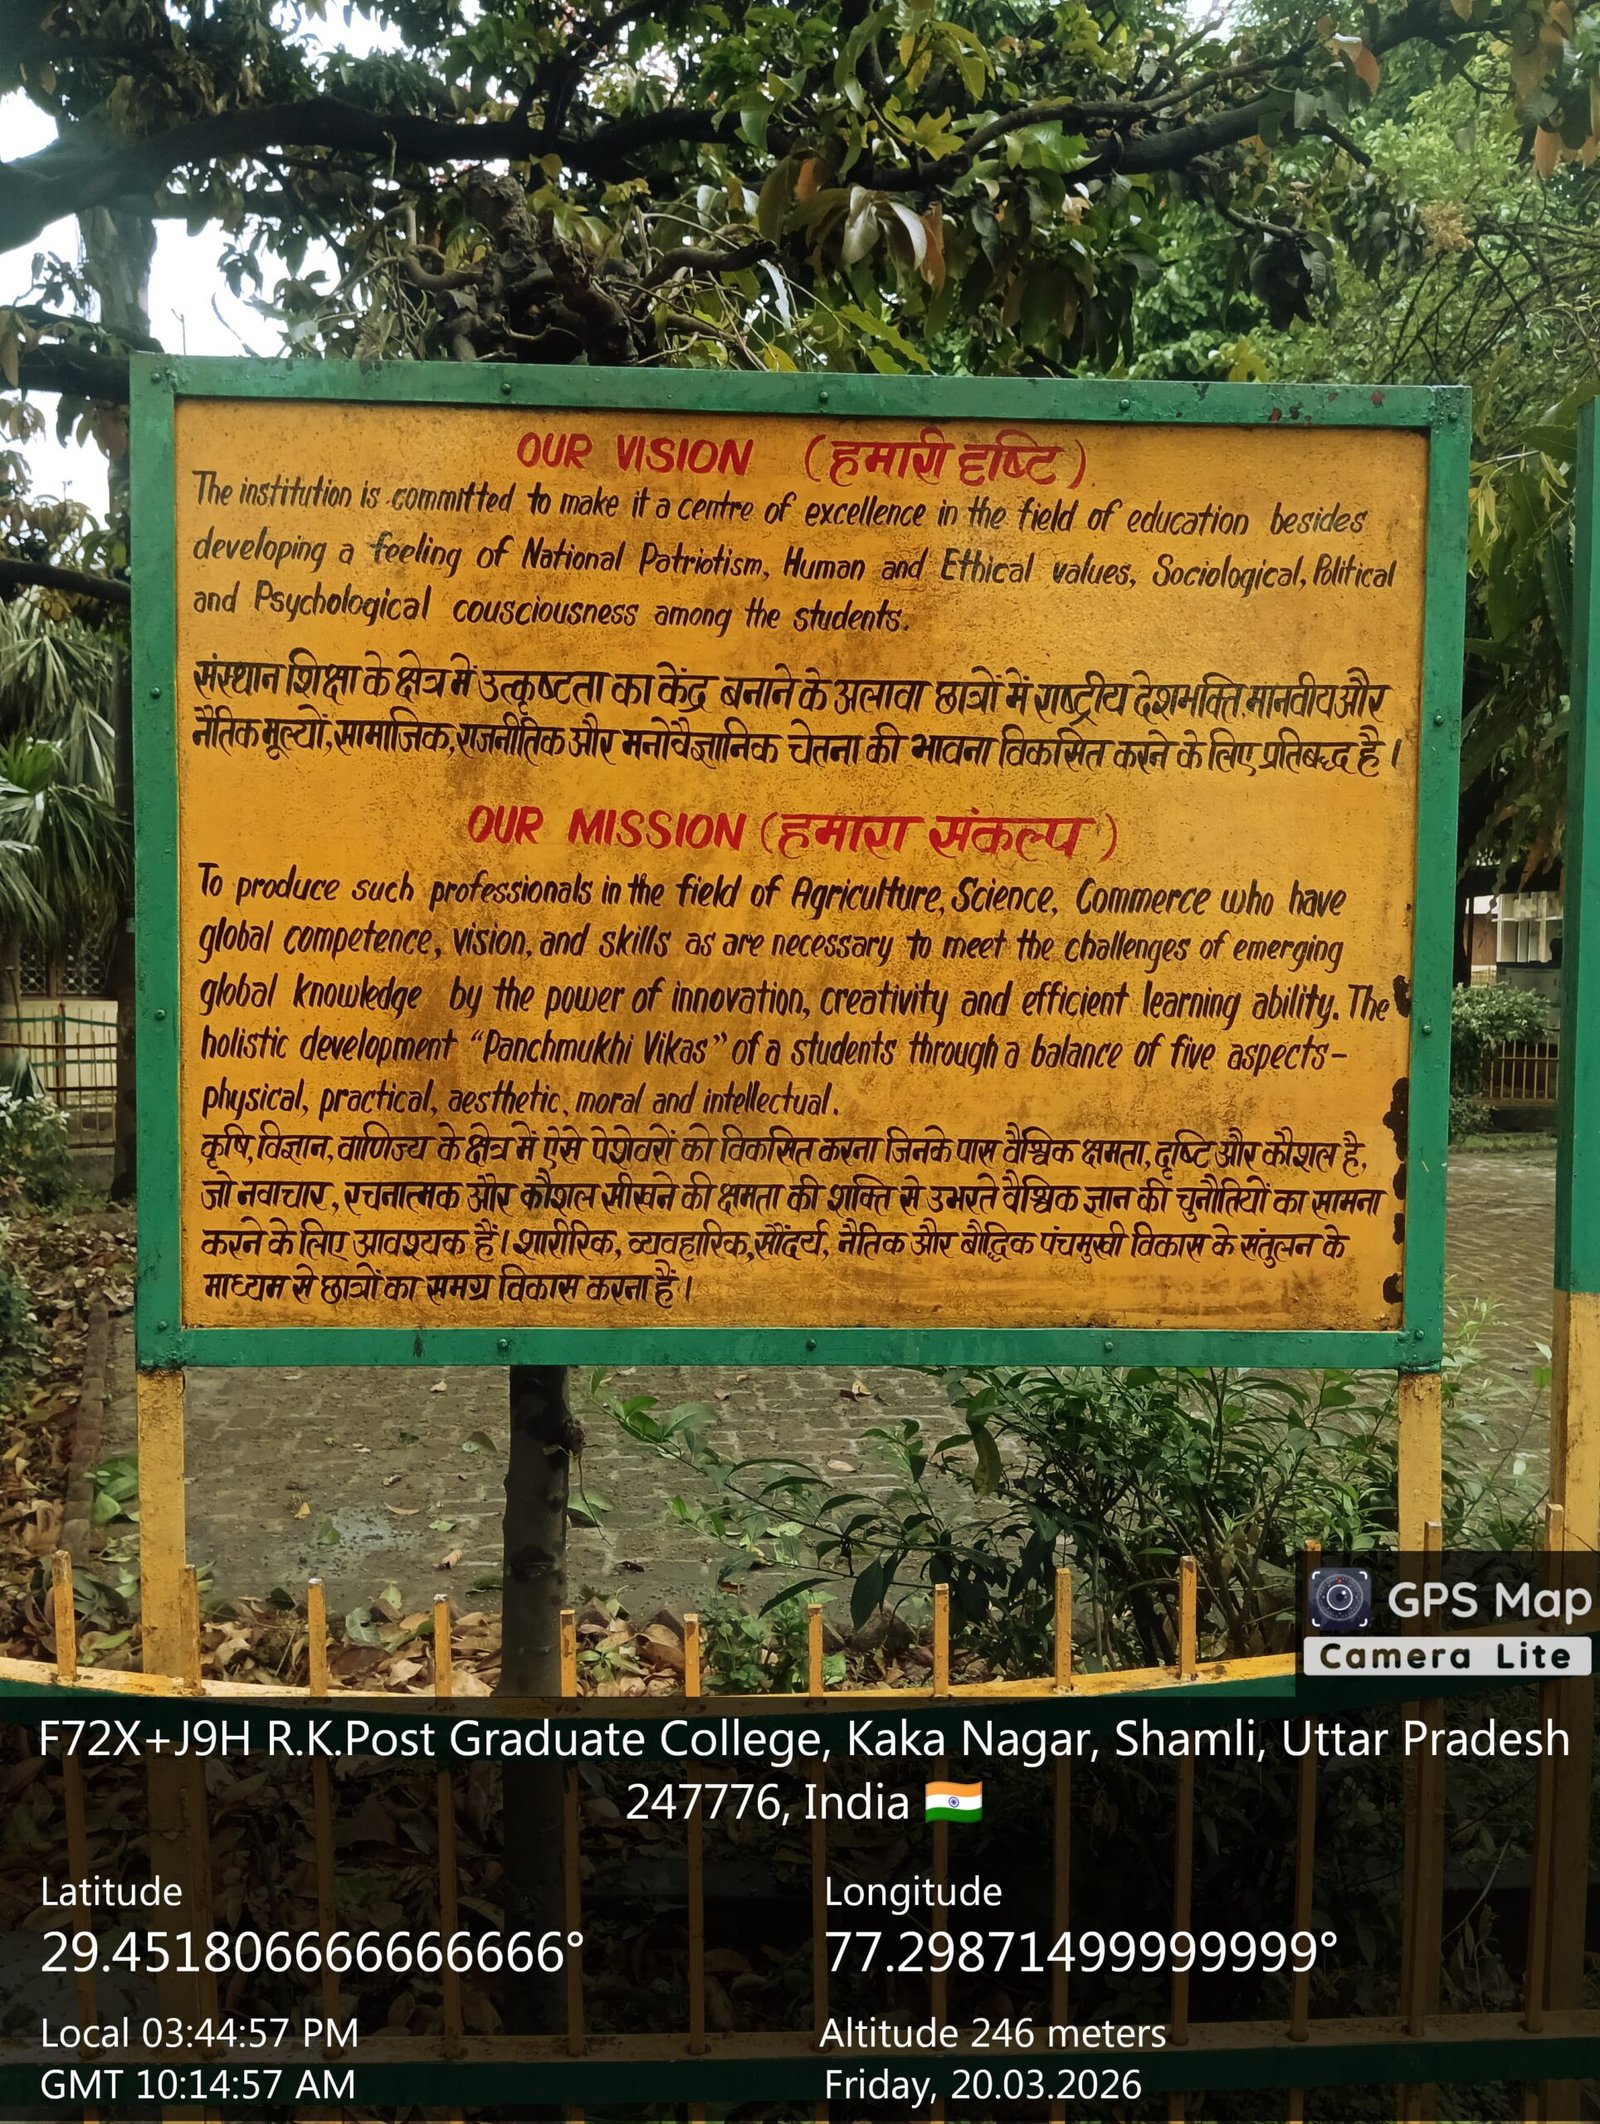 OUR VISION (हमारी दृष्टि)
The institution is committed to make it a centre of excellence in the field of education besides
developing a feeling of National Patriotism, Human and Ethical values, Sociological, Political
and Psychological cousciousness among the students.
संस्थान शिक्षा के क्षेत्र में उत्कृष्टता का केंद्र बनाने के अलावा छात्रों में राष्ट्रीय देशभक्ति, मानवीय और
नैतिक मूल्यों, सामाजिक, राजनीतिक और मनोवैज्ञानिक चेतना की भावना विकसित करने के लिए प्रतिबद्ध है।
OUR MISSION (हमारा संकल्प)
To produce such professionals in the field of Agriculture, Science, Commerce who have
global competence, vision, and skills as are necessary to meet the challenges of emerging
global knowledge by the power of innovation, creativity and efficient learning ability. The
holistic development "Panchmukhi Vikas" of a students through a balance of five aspects-
physical, practical, aesthetic, moral and intellectual.
कृषि, विज्ञान, वाणिज्य के क्षेत्र में ऐसे पेशेवरों को विकसित करना जिनके पास वैश्विक क्षमता, दृष्टि और कौशल है,
जो नवाचार, रचनात्मक और कौशल सीखने की क्षमता की शक्ति से उभरते वैश्विक ज्ञान की चुनौतियों का सामना
करने के लिए आवश्यक हैं। शारीरिक, व्यवहारिक, सौंदर्य, नैतिक और बौद्धिक पंचमुखी विकास के संतुलन के
माध्यम से छात्रों का समग्र विकास करना हैं।
GPS Map
Camera Lite
F72X+J9H R.K.Post Graduate College, Kaka Nagar, Shamli, Uttar Pradesh
247776, India
Latitude
29.451806666666666°
Longitude
77.29871499999999°
Local 03:44:57 PM
Altitude 246 meters
GMT 10:14:57 AM
Friday, 20.03.2026